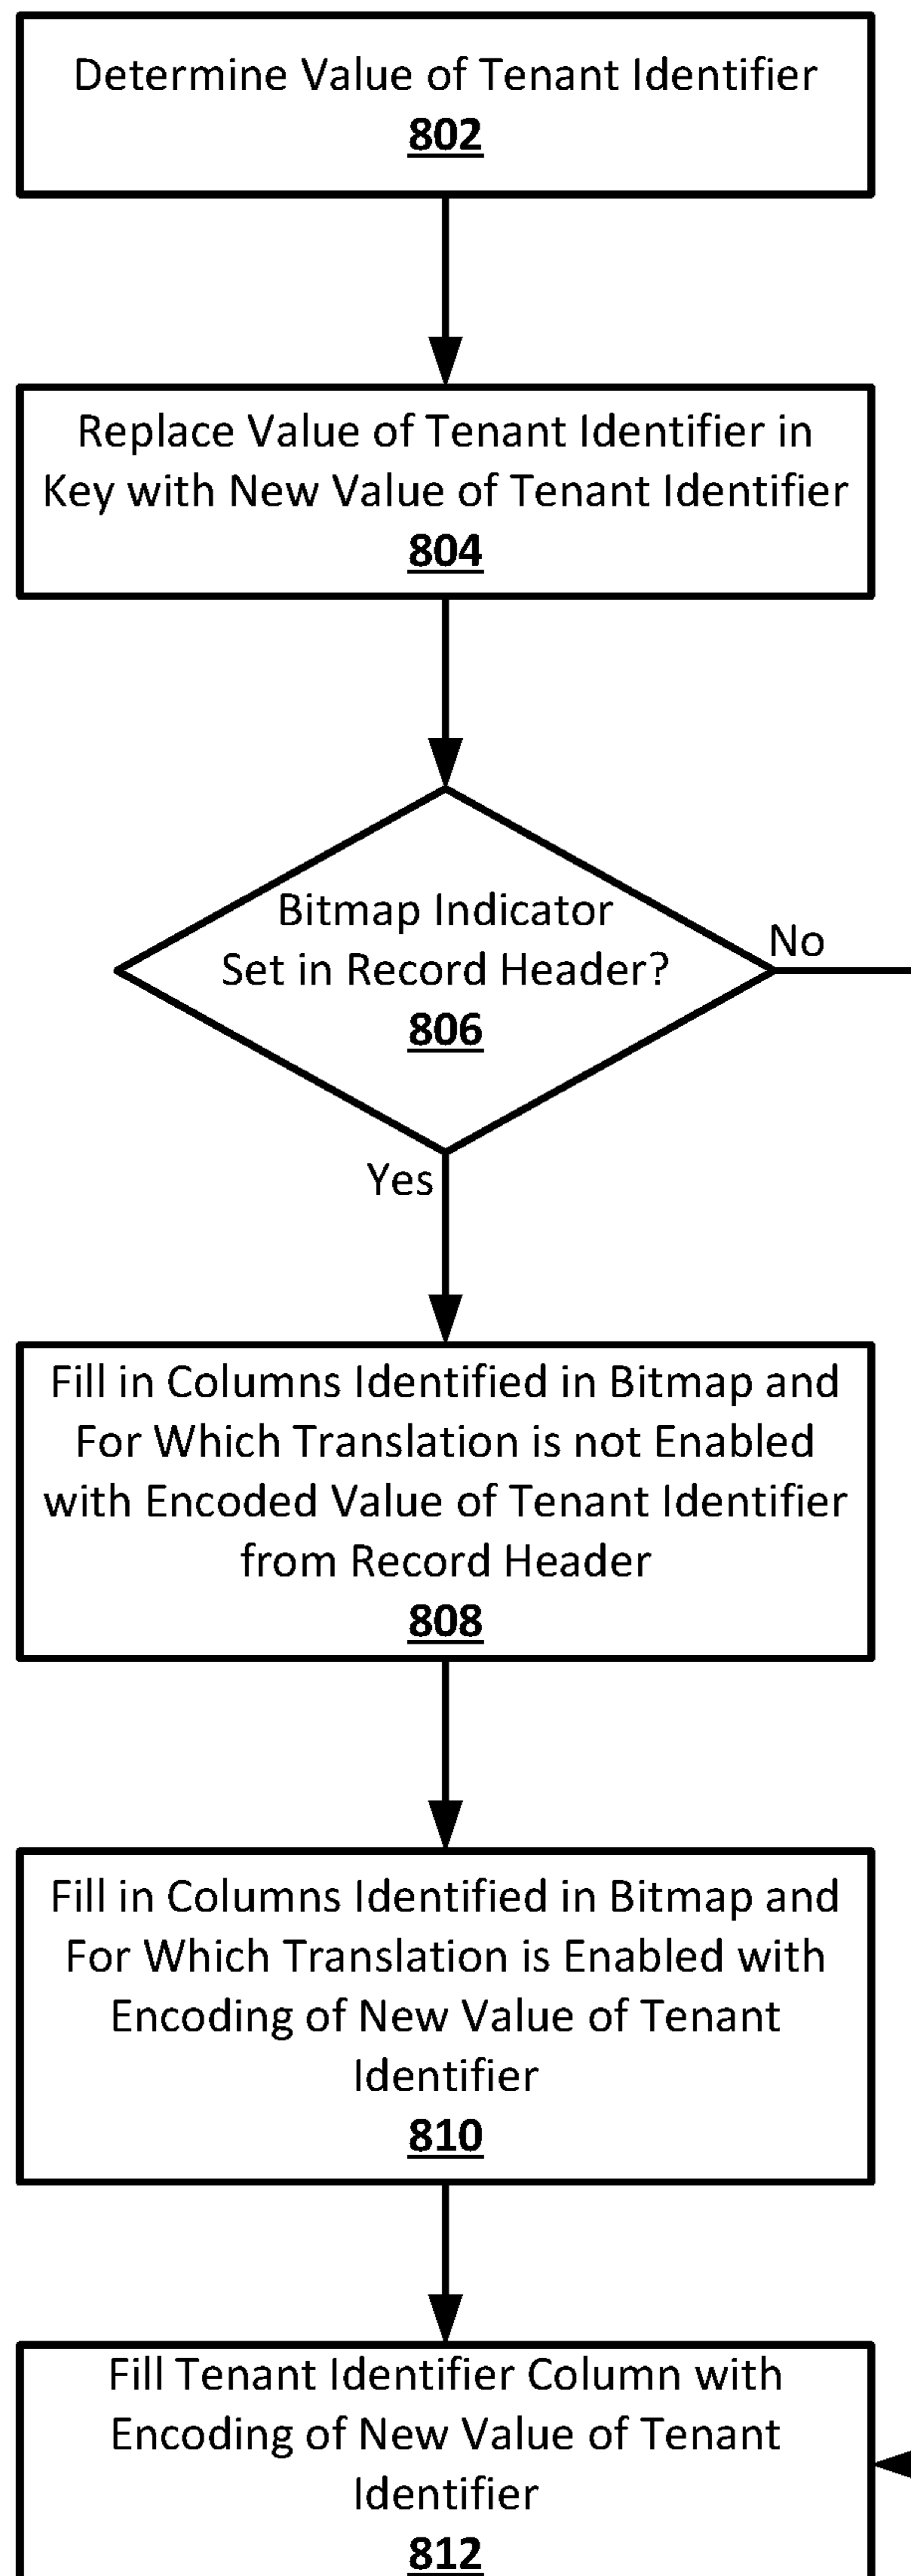 Determine Value of Tenant Identifier
802
Replace Value of Tenant Identifier in
Key with New Value of Tenant Identifier
804
Bitmap Indicator
Set in Record Header?
806
No
Yes
Fill in Columns Identified in Bitmap and
For Which Translation is not Enabled
with Encoded Value of Tenant Identifier
from Record Header
808
Fill in Columns Identified in Bitmap and
For Which Translation is Enabled with
Encoding of New Value of Tenant
Identifier
810
Fill Tenant Identifier Column with
Encoding of New Value of Tenant
Identifier
812